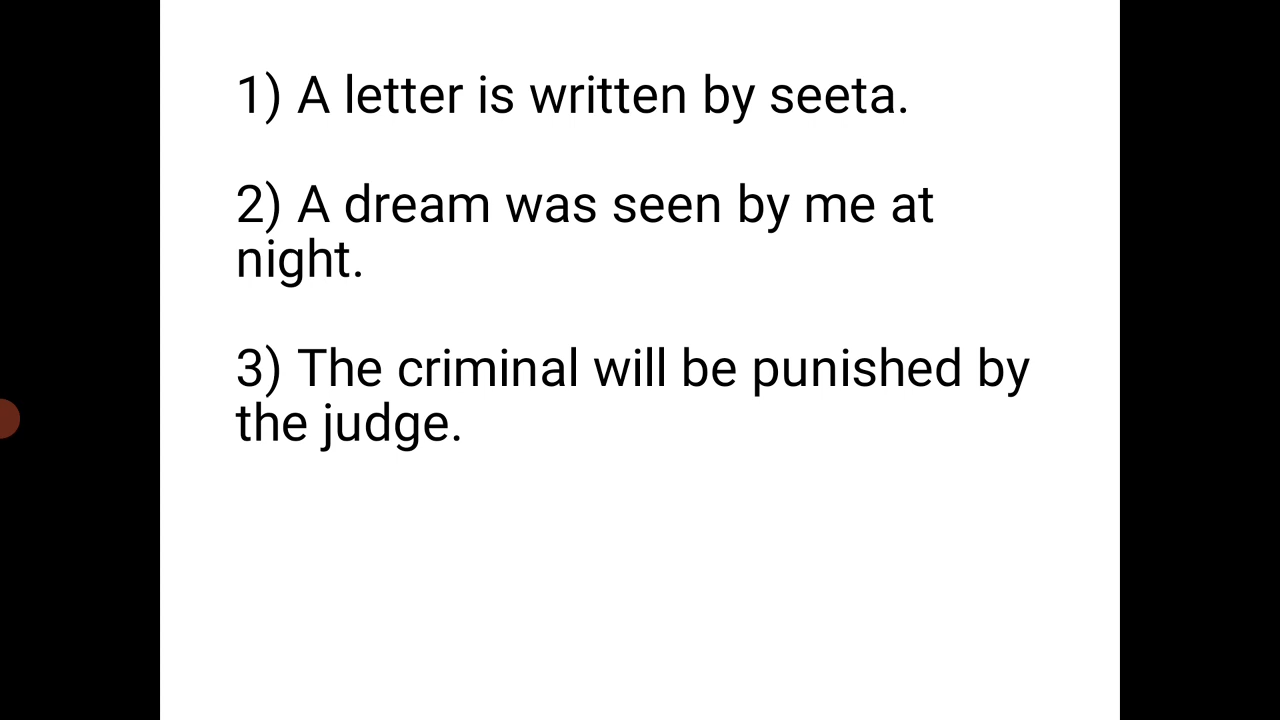 1) A letter is written by seeta.
2) A dream was seen by me at
night.
3) The criminal will be punished by
the judge.